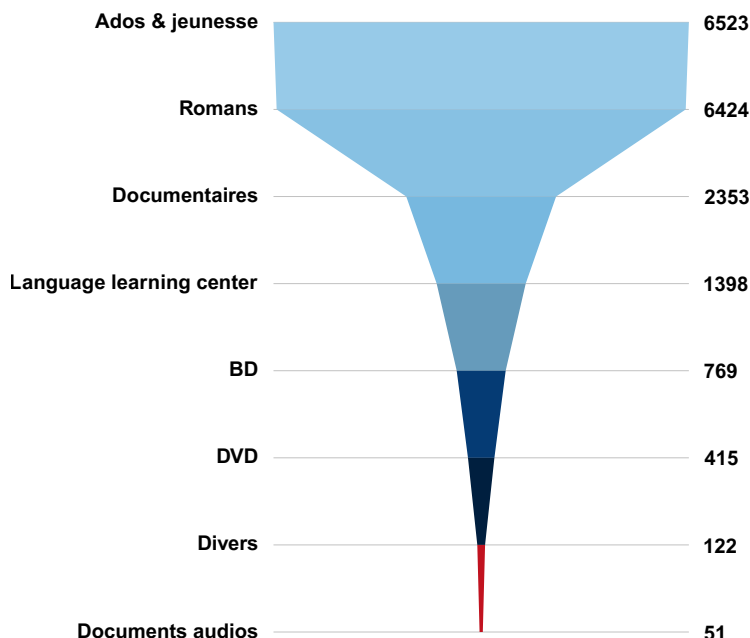 Ados & jeunesse 6523
Romans 6424
Documentaires 2353
Language learning center 1398
BD 769
DVD 415
Divers 122
Documents audios 51